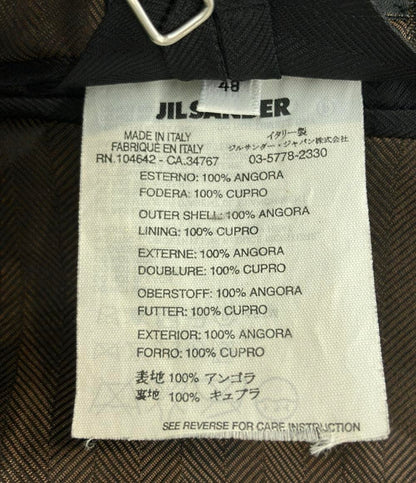 48
JIL SANDER
MADE IN ITALY
FABRIQUÉ EN ITALY
RN.104642 - CA.34767
イタリー製
ジルサンダー・ジャパン株式会社
03-5778-2330
ESTERNO: 100% ANGORA
FODERA: 100% CUPRO
OUTER SHELL: 100% ANGORA
LINING: 100% CUPRO
EXTERNE: 100% ANGORA
DOUBLURE: 100% CUPRO
OBERSTOFF: 100% ANGORA
FUTTER: 100% CUPRO
EXTERIOR: 100% ANGORA
FORRO: 100% CUPRO
表地 100% アンゴラ
裏地 100% キュプラ
SEE REVERSE FOR CARE INSTRUCTION